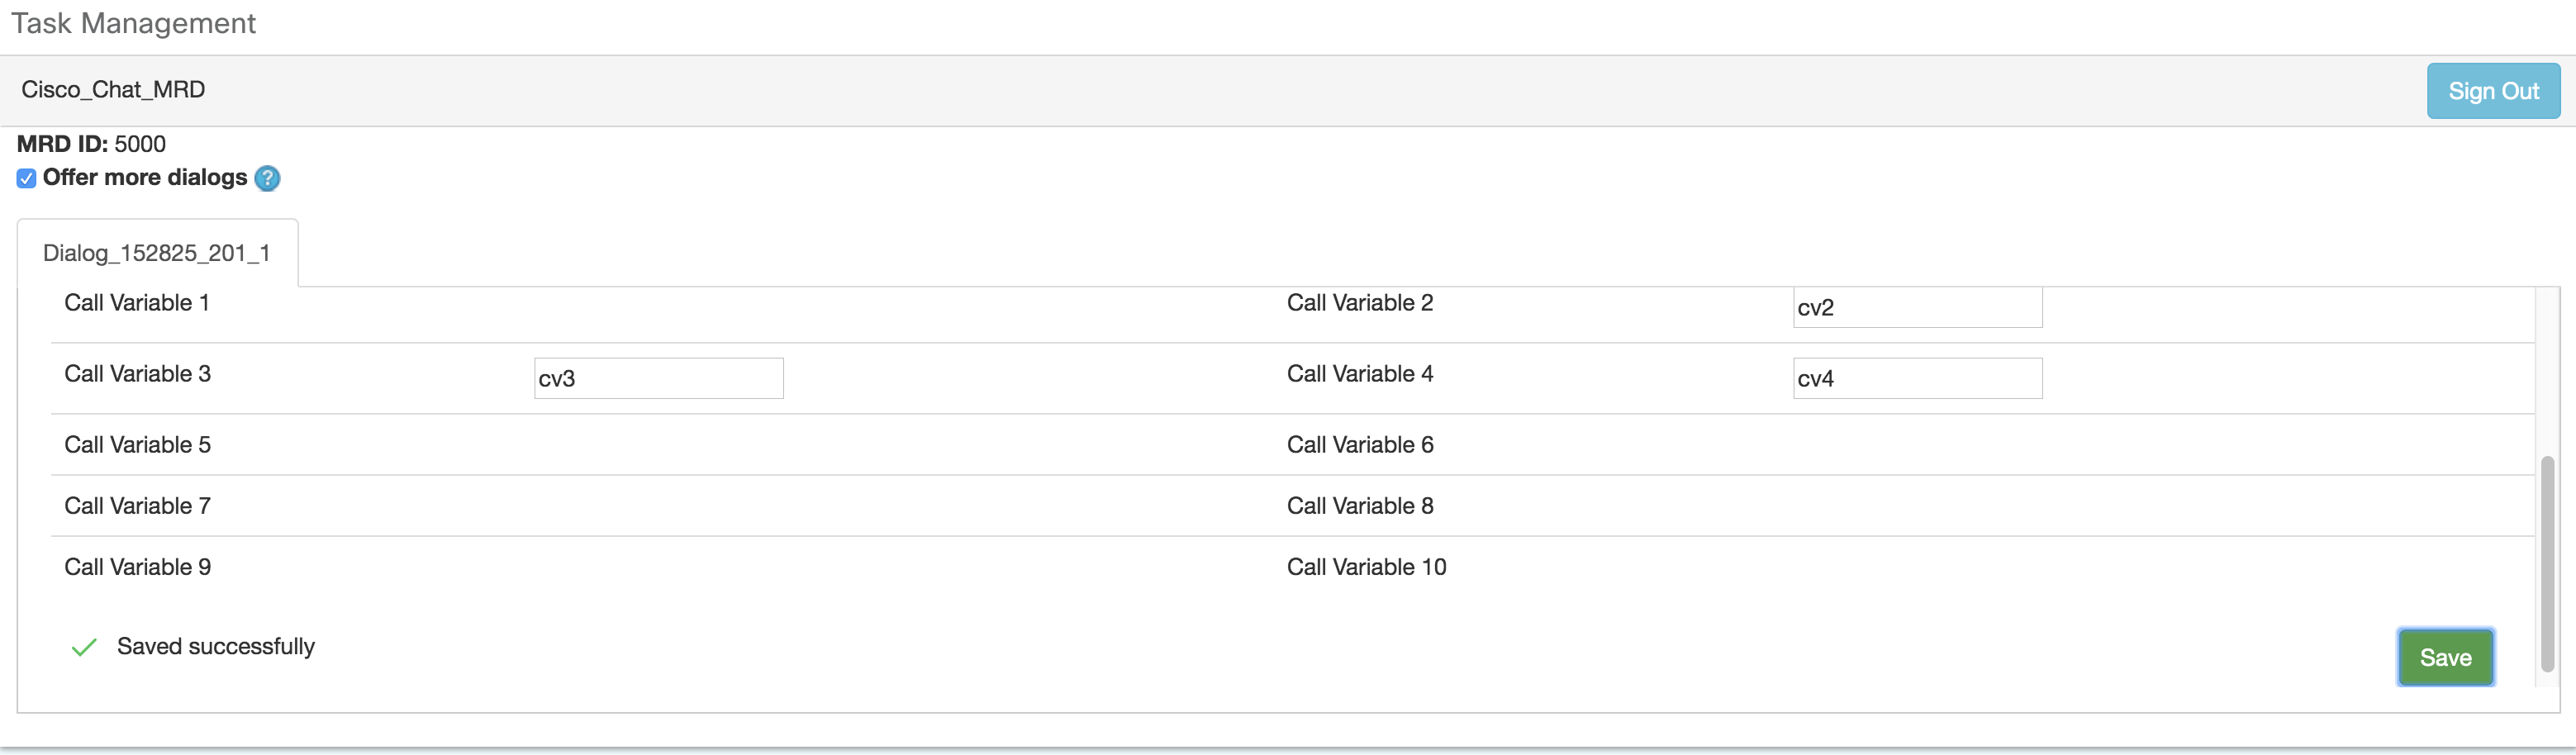 Task Management
Cisco_Chat_MRD
Sign Out
MRD ID: 5000
Offer more dialogs ?
Dialog_152825_201_1
Call Variable 1 Call Variable 2 cv2
Call Variable 3 cv3 Call Variable 4 cv4
Call Variable 5 Call Variable 6
Call Variable 7 Call Variable 8
Call Variable 9 Call Variable 10
Saved successfully
Save